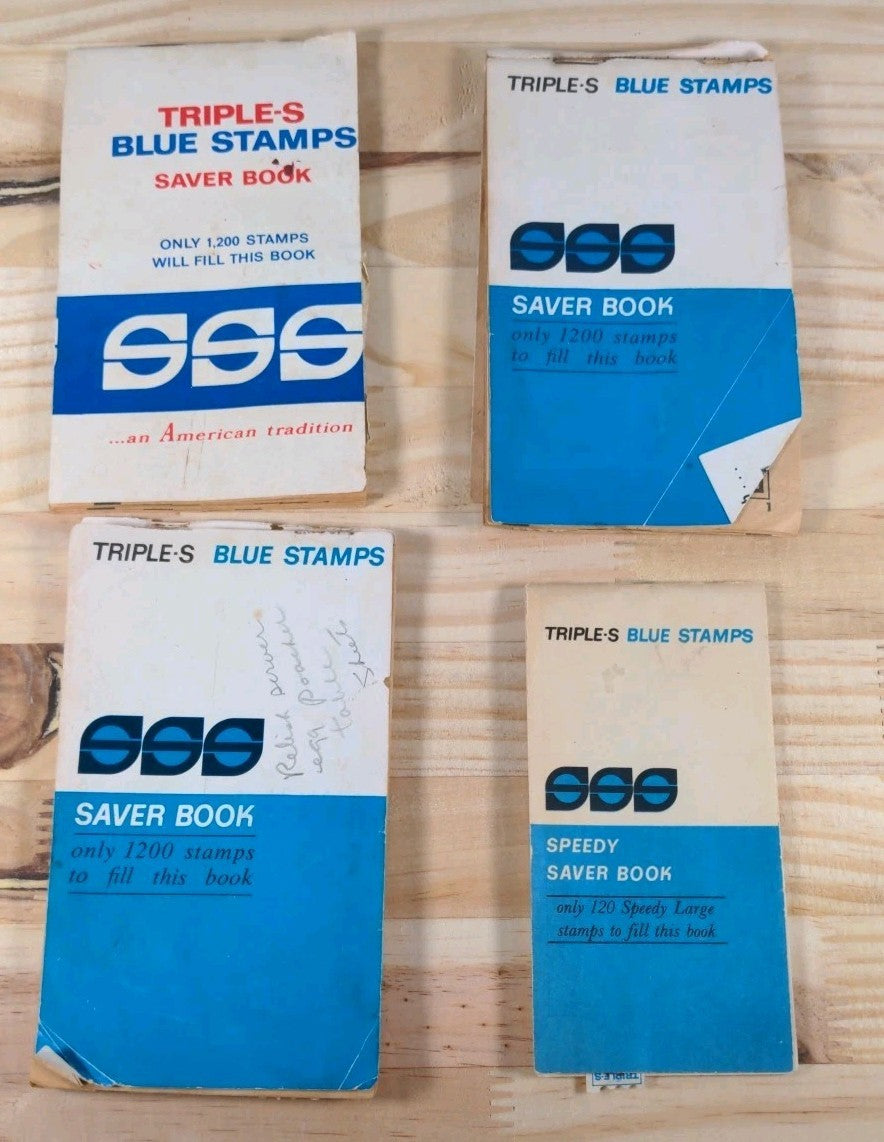 TRIPLE-S
BLUE STAMPS
SAVER BOOK
ONLY 1,200 STAMPS
WILL FILL THIS BOOK
SSS
...an American tradition
TRIPLE-S BLUE STAMPS
SSS
SAVER BOOK
only 1200 stamps
to fill this book
TRIPLE-S BLUE STAMPS
Relish server
egg Poacher
table
SSS
SAVER BOOK
only 1200 stamps
to fill this book
TRIPLE-S BLUE STAMPS
SSS
SPEEDY
SAVER BOOK
only 120 Speedy Large
stamps to fill this book
TRIPLE-S